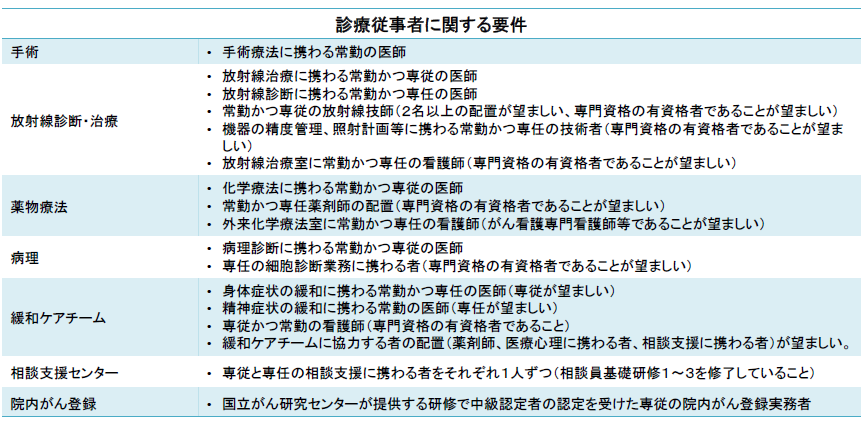 診療従事者に関する要件
手術
・ 手術療法に携わる常勤の医師
放射線診断・治療
・ 放射線治療に携わる常勤かつ専従の医師
・ 放射線診断に携わる常勤かつ専任の医師
・ 常勤かつ専従の放射線技師（２名以上の配置が望ましい、専門資格の有資格者であることが望ましい）
・ 機器の精度管理、照射計画等に携わる常勤かつ専任の技術者（専門資格の有資格者であることが望ま
しい）
・ 放射線治療室に常勤かつ専任の看護師（専門資格の有資格者であることが望ましい）
薬物療法
・ 化学療法に携わる常勤かつ専従の医師
・ 常勤かつ専任薬剤師の配置（専門資格の有資格者であることが望ましい）
・ 外来化学療法室に常勤かつ専任の看護師（がん看護専門看護師等であることが望ましい）
病理
・ 病理診断に携わる常勤かつ専従の医師
・ 専任の細胞診断業務に携わる者（専門資格の有資格者であることが望ましい）
緩和ケアチーム
・ 身体症状の緩和に携わる常勤かつ専任の医師（専従が望ましい）
・ 精神症状の緩和に携わる常勤の医師（専任が望ましい）
・ 専従かつ常勤の看護師（専門資格の有資格者であること）
・ 緩和ケアチームに協力する者の配置（薬剤師、医療心理に携わる者、相談支援に携わる者）が望ましい。
相談支援センター
・ 専従と専任の相談支援に携わる者をそれぞれ１人ずつ（相談員基礎研修１～３を修了していること）
院内がん登録
・ 国立がん研究センターが提供する研修で中級認定者の認定を受けた専従の院内がん登録実務者